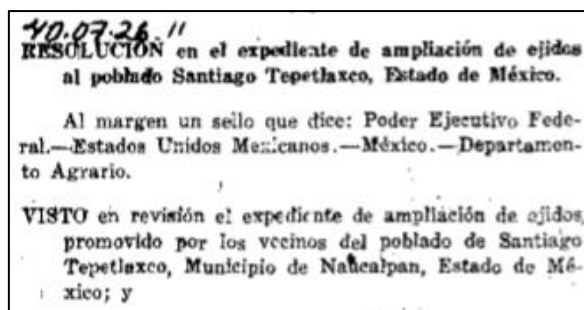 40.07.26.11
RESOLUCIÓN en el expediente de ampliación de ejidos
al poblado Santiago Tepetlaxco, Estado de México.
Al margen un sello que dice: Poder Ejecutivo Fede-
ral.—Estados Unidos Mexicanos.—México.—Departamen-
to Agrario.
VISTO en revisión el expediente de ampliación de ejidos,
promovido por los vecinos del poblado de Santiago
Tepetlaxco, Municipio de Naucalpan, Estado de Mé-
xico; y